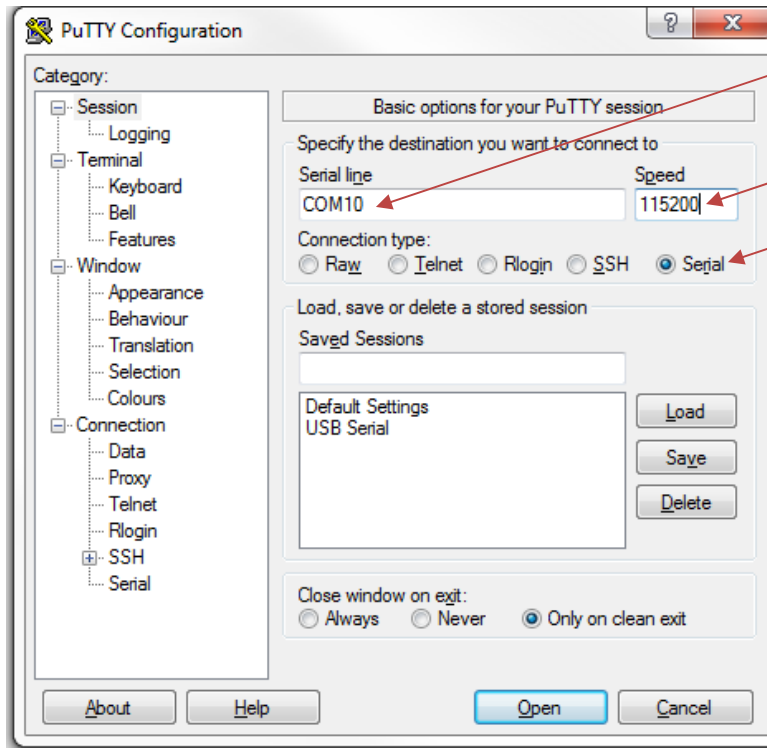 PuTTY Configuration
Category:
Session
Logging
Terminal
Keyboard
Bell
Features
Window
Appearance
Behaviour
Translation
Selection
Colours
Connection
Data
Proxy
Telnet
Rlogin
SSH
Serial
Basic options for your PuTTY session
Specify the destination you want to connect to
Serial line Speed
COM10 115200
Connection type:
Raw Telnet Rlogin SSH Serial
Load, save or delete a stored session
Saved Sessions
Default Settings
USB Serial
Load
Save
Delete
Close window on exit:
Always Never Only on clean exit
About Help Open Cancel